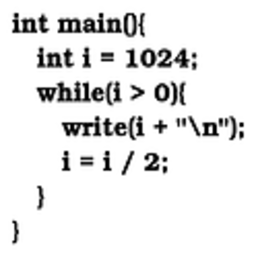 int main(){
int i = 1024;
while(i > 0){
write(i + "\n");
i = i / 2;
}
}